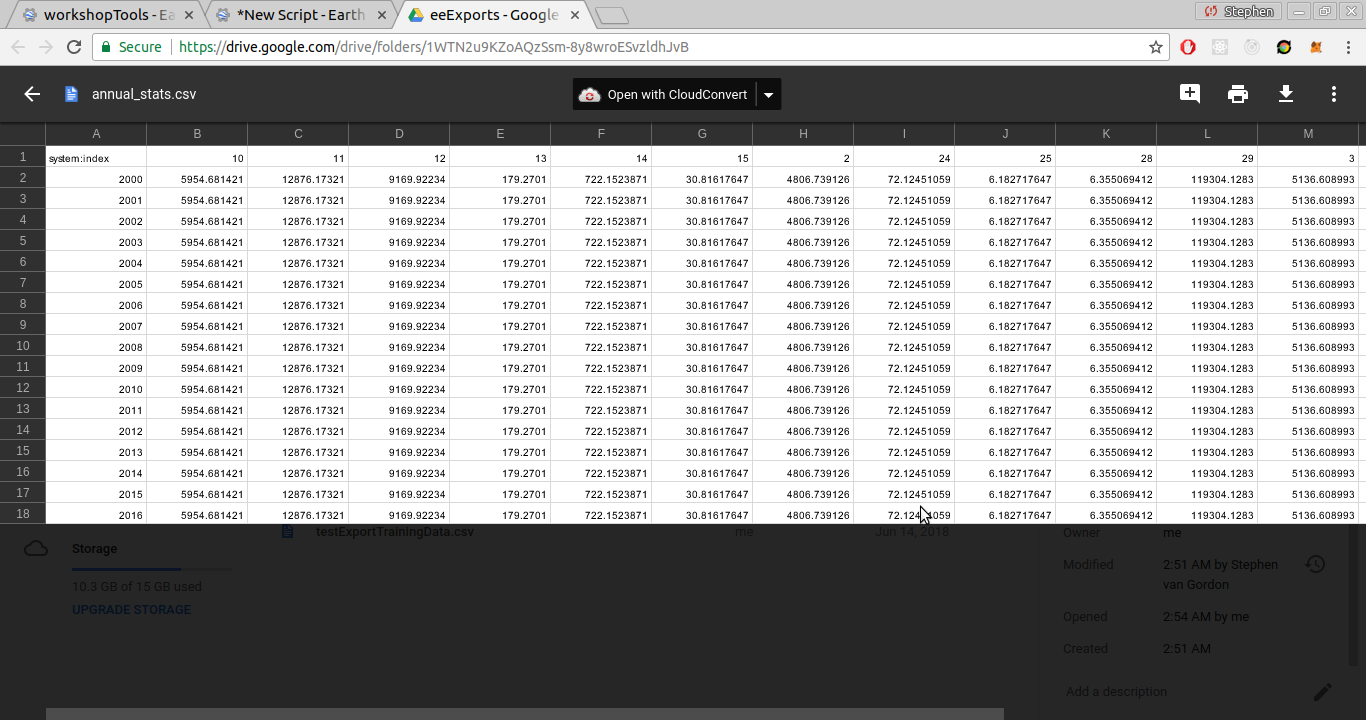 workshopTools - Ea
*New Script - Earth
eeExports - Google
Stephen
Secure
https://drive.google.com/drive/folders/1WTN2u9KZoAQzSsm-8y8wroESvzldhJvB
annual_stats.csv
Open with CloudConvert
A B C D E F G H I J K L M
1 system:index 10 11 12 13 14 15 2 24 25 28 29 3
2 2000 5954.681421 12876.17321 9169.92234 179.2701 722.1523871 30.81617647 4806.739126 72.12451059 6.182717647 6.355069412 119304.1283 5136.608993
3 2001 5954.681421 12876.17321 9169.92234 179.2701 722.1523871 30.81617647 4806.739126 72.12451059 6.182717647 6.355069412 119304.1283 5136.608993
4 2002 5954.681421 12876.17321 9169.92234 179.2701 722.1523871 30.81617647 4806.739126 72.12451059 6.182717647 6.355069412 119304.1283 5136.608993
5 2003 5954.681421 12876.17321 9169.92234 179.2701 722.1523871 30.81617647 4806.739126 72.12451059 6.182717647 6.355069412 119304.1283 5136.608993
6 2004 5954.681421 12876.17321 9169.92234 179.2701 722.1523871 30.81617647 4806.739126 72.12451059 6.182717647 6.355069412 119304.1283 5136.608993
7 2005 5954.681421 12876.17321 9169.92234 179.2701 722.1523871 30.81617647 4806.739126 72.12451059 6.182717647 6.355069412 119304.1283 5136.608993
8 2006 5954.681421 12876.17321 9169.92234 179.2701 722.1523871 30.81617647 4806.739126 72.12451059 6.182717647 6.355069412 119304.1283 5136.608993
9 2007 5954.681421 12876.17321 9169.92234 179.2701 722.1523871 30.81617647 4806.739126 72.12451059 6.182717647 6.355069412 119304.1283 5136.608993
10 2008 5954.681421 12876.17321 9169.92234 179.2701 722.1523871 30.81617647 4806.739126 72.12451059 6.182717647 6.355069412 119304.1283 5136.608993
11 2009 5954.681421 12876.17321 9169.92234 179.2701 722.1523871 30.81617647 4806.739126 72.12451059 6.182717647 6.355069412 119304.1283 5136.608993
12 2010 5954.681421 12876.17321 9169.92234 179.2701 722.1523871 30.81617647 4806.739126 72.12451059 6.182717647 6.355069412 119304.1283 5136.608993
13 2011 5954.681421 12876.17321 9169.92234 179.2701 722.1523871 30.81617647 4806.739126 72.12451059 6.182717647 6.355069412 119304.1283 5136.608993
14 2012 5954.681421 12876.17321 9169.92234 179.2701 722.1523871 30.81617647 4806.739126 72.12451059 6.182717647 6.355069412 119304.1283 5136.608993
15 2013 5954.681421 12876.17321 9169.92234 179.2701 722.1523871 30.81617647 4806.739126 72.12451059 6.182717647 6.355069412 119304.1283 5136.608993
16 2014 5954.681421 12876.17321 9169.92234 179.2701 722.1523871 30.81617647 4806.739126 72.12451059 6.182717647 6.355069412 119304.1283 5136.608993
17 2015 5954.681421 12876.17321 9169.92234 179.2701 722.1523871 30.81617647 4806.739126 72.12451059 6.182717647 6.355069412 119304.1283 5136.608993
18 2016 5954.681421 12876.17321 9169.92234 179.2701 722.1523871 30.81617647 4806.739126 72.12451059 6.182717647 6.355069412 119304.1283 5136.608993
testExportTrainingData.csv me Jun 14, 2018
Storage
10.3 GB of 15 GB used
UPGRADE STORAGE
Owner me
Modified 2:51 AM by Stephen
van Gordon
Opened 2:54 AM by me
Created 2:51 AM
Add a description